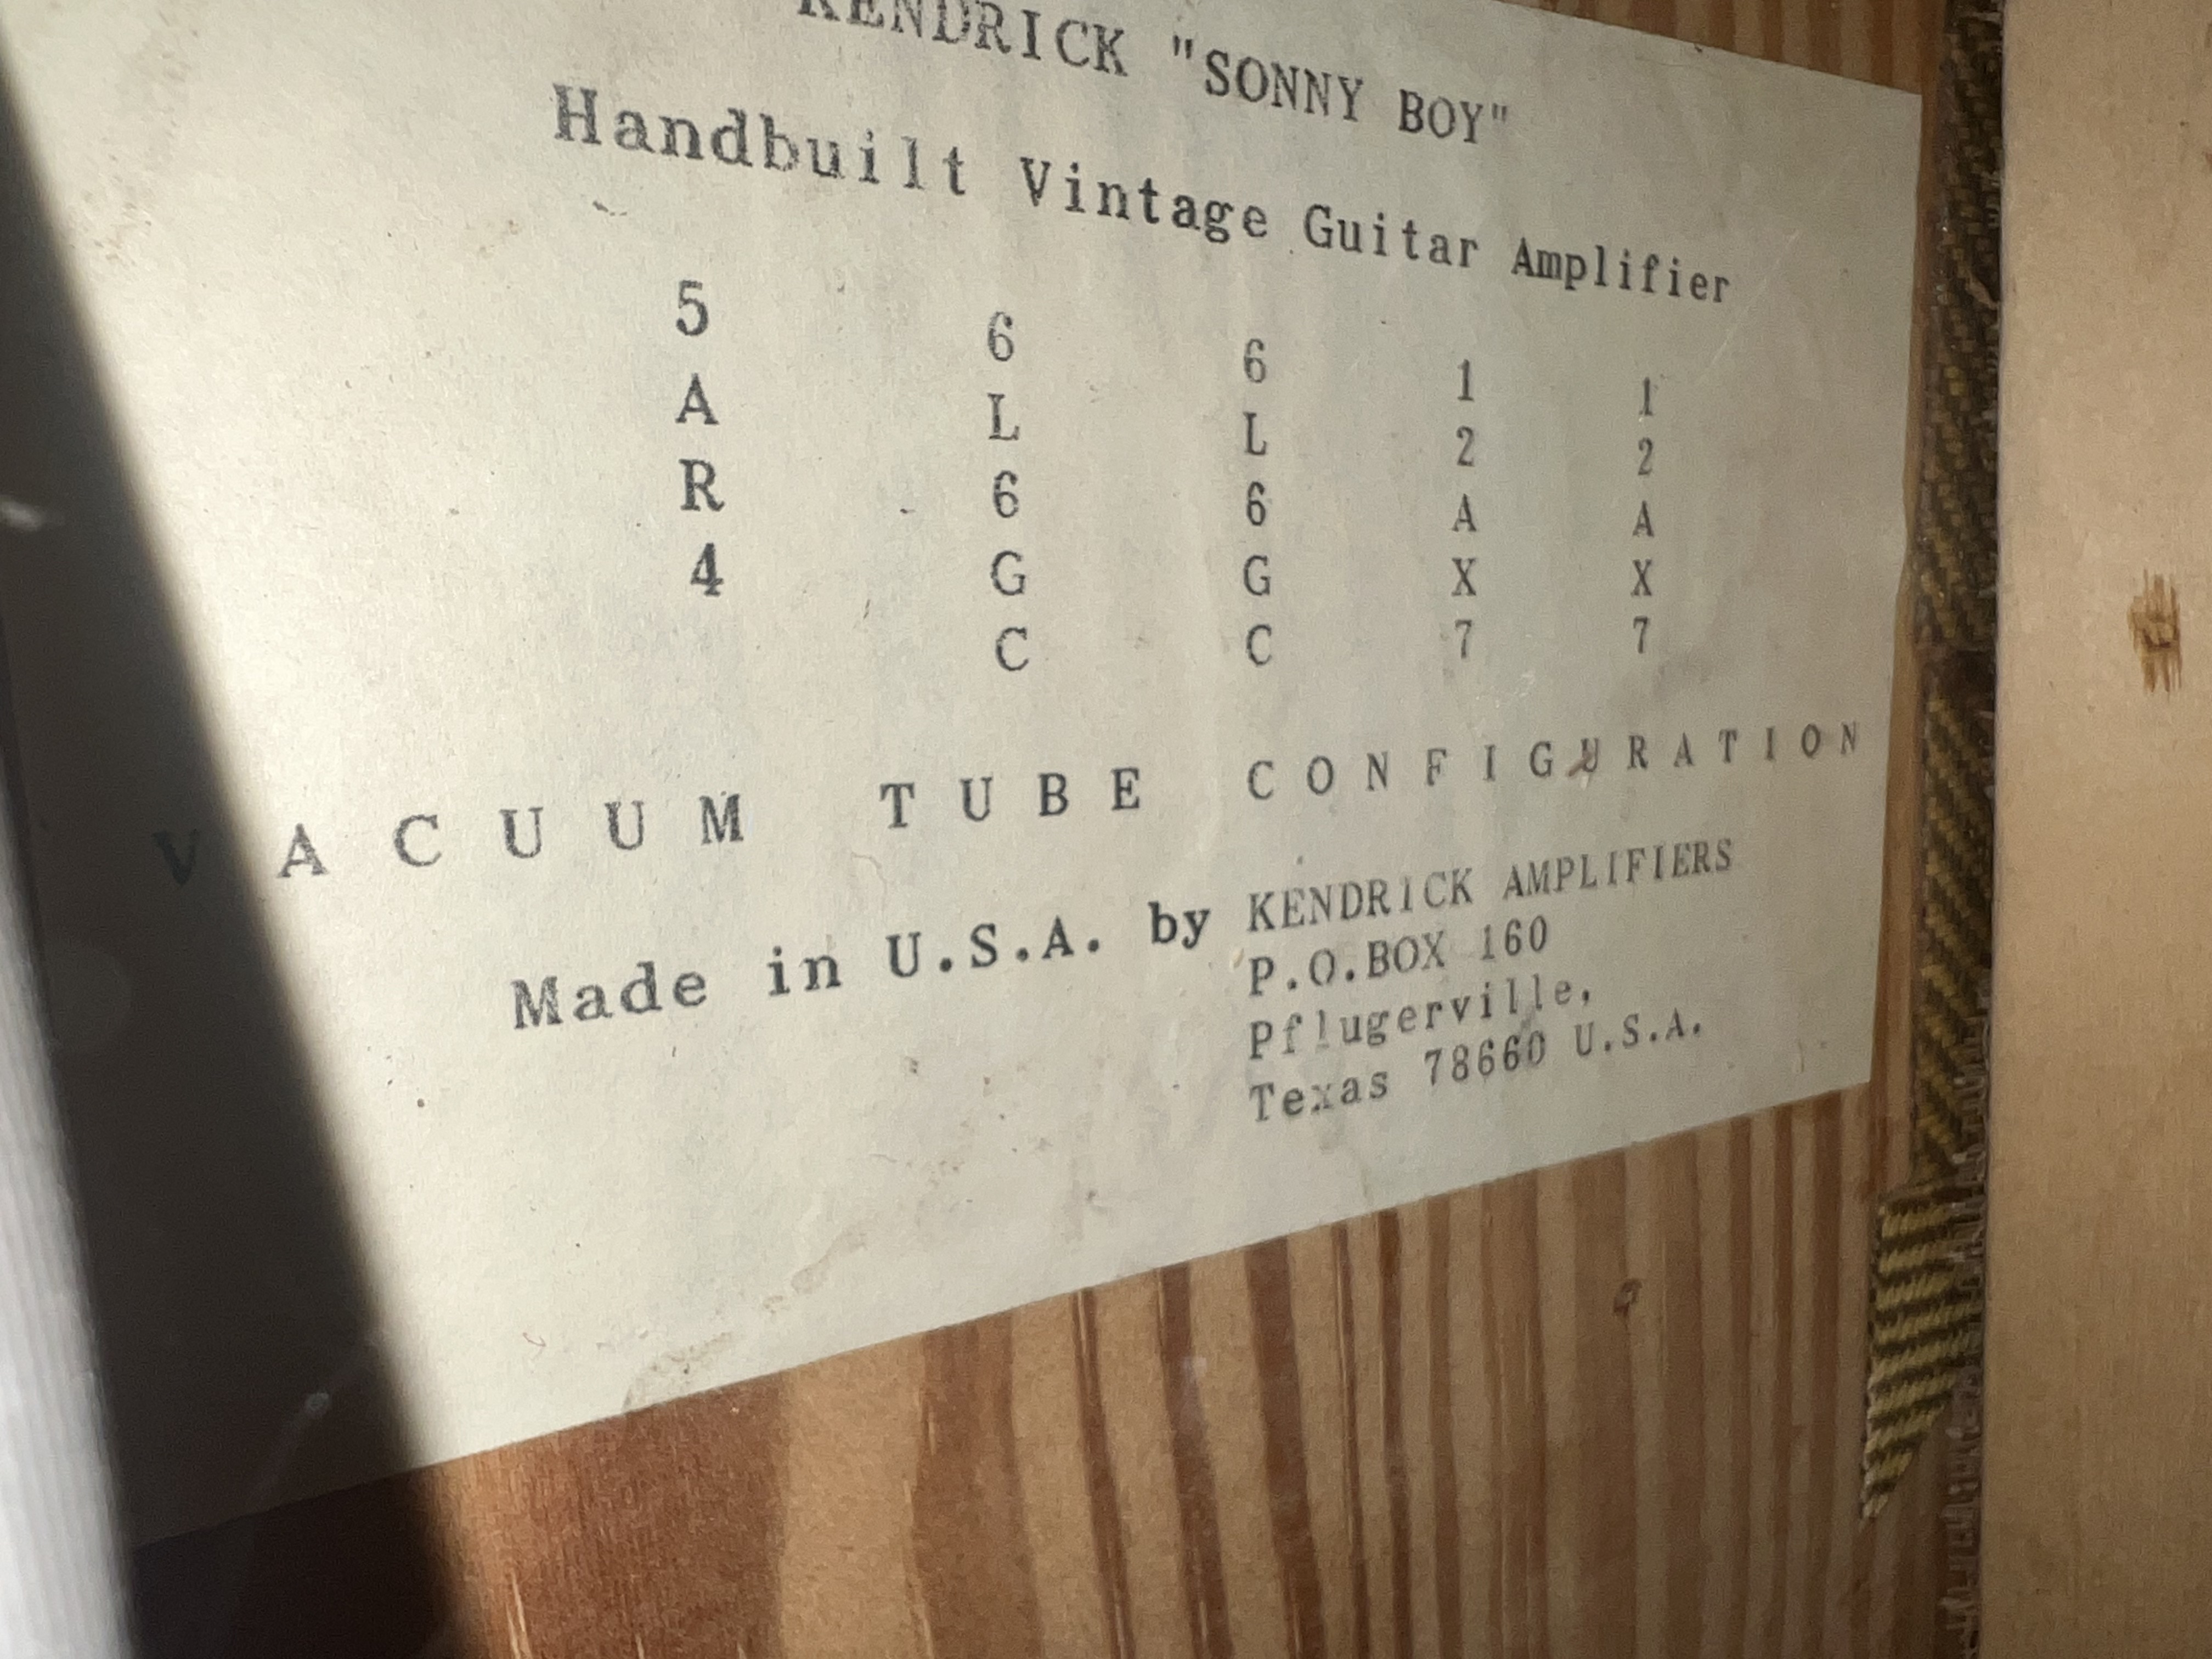 KENDRICK "SONNY BOY"
Handbuilt Vintage Guitar Amplifier
5 6 6 1 1
A L L 2 2
R 6 6 A A
4 G G X X
C C 7 7
VACUUM TUBE CONFIGURATION
Made in U.S.A. by KENDRICK AMPLIFIERS
P.O.BOX 160
Pflugerville,
Texas 78660 U.S.A.